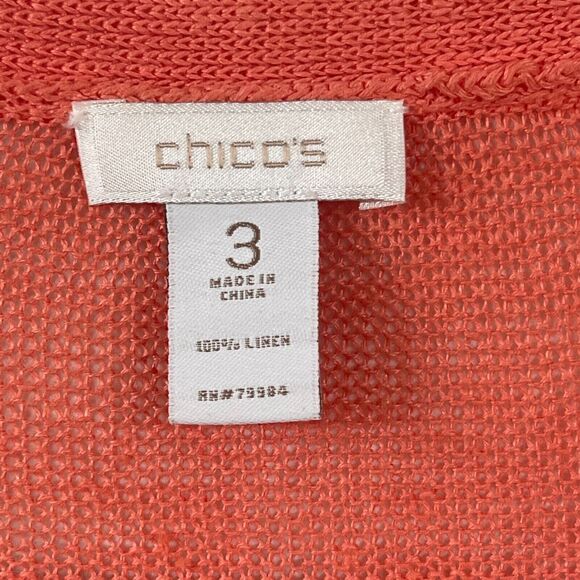 chico's
3
MADE IN
CHINA
100% LINEN
RN#79984